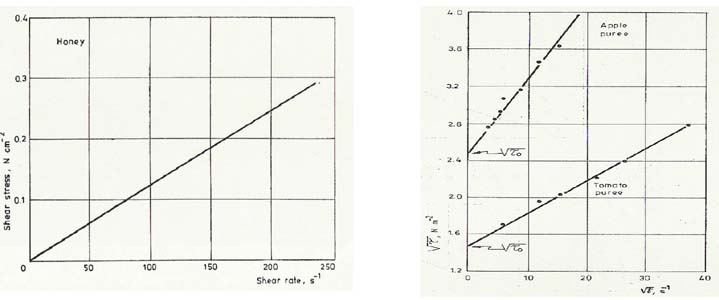 0.4
Honey
0.3
0.2
0.1
0
50
100
150
200
250
Shear stress, N cm⁻²
Shear rate, s⁻¹
4.0
Apple
puree
3.6
3.2
2.8
2.4
√τ₀
2.0
Tomato
puree
1.6
√τ₀
1.2
0
10
20
30
40